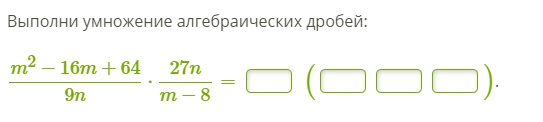 Выполни умножение алгебраических дробей:
m² − 16m + 64 / 9n · 27n / m − 8 = ( ).